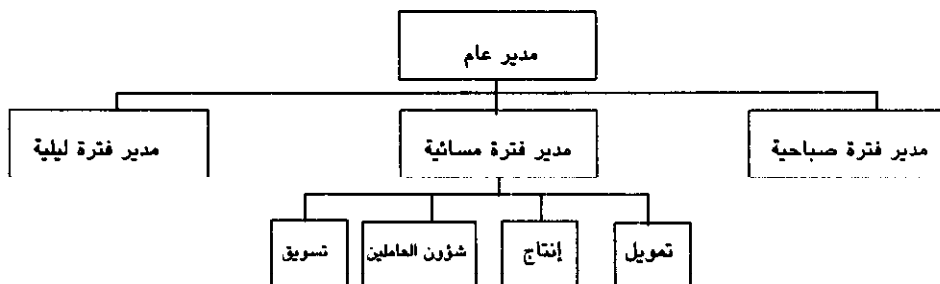 مدير عام
مدير فترة صباحية
مدير فترة مسائية
مدير فترة ليلية
تمويل
إنتاج
شؤون العاملين
تسويق